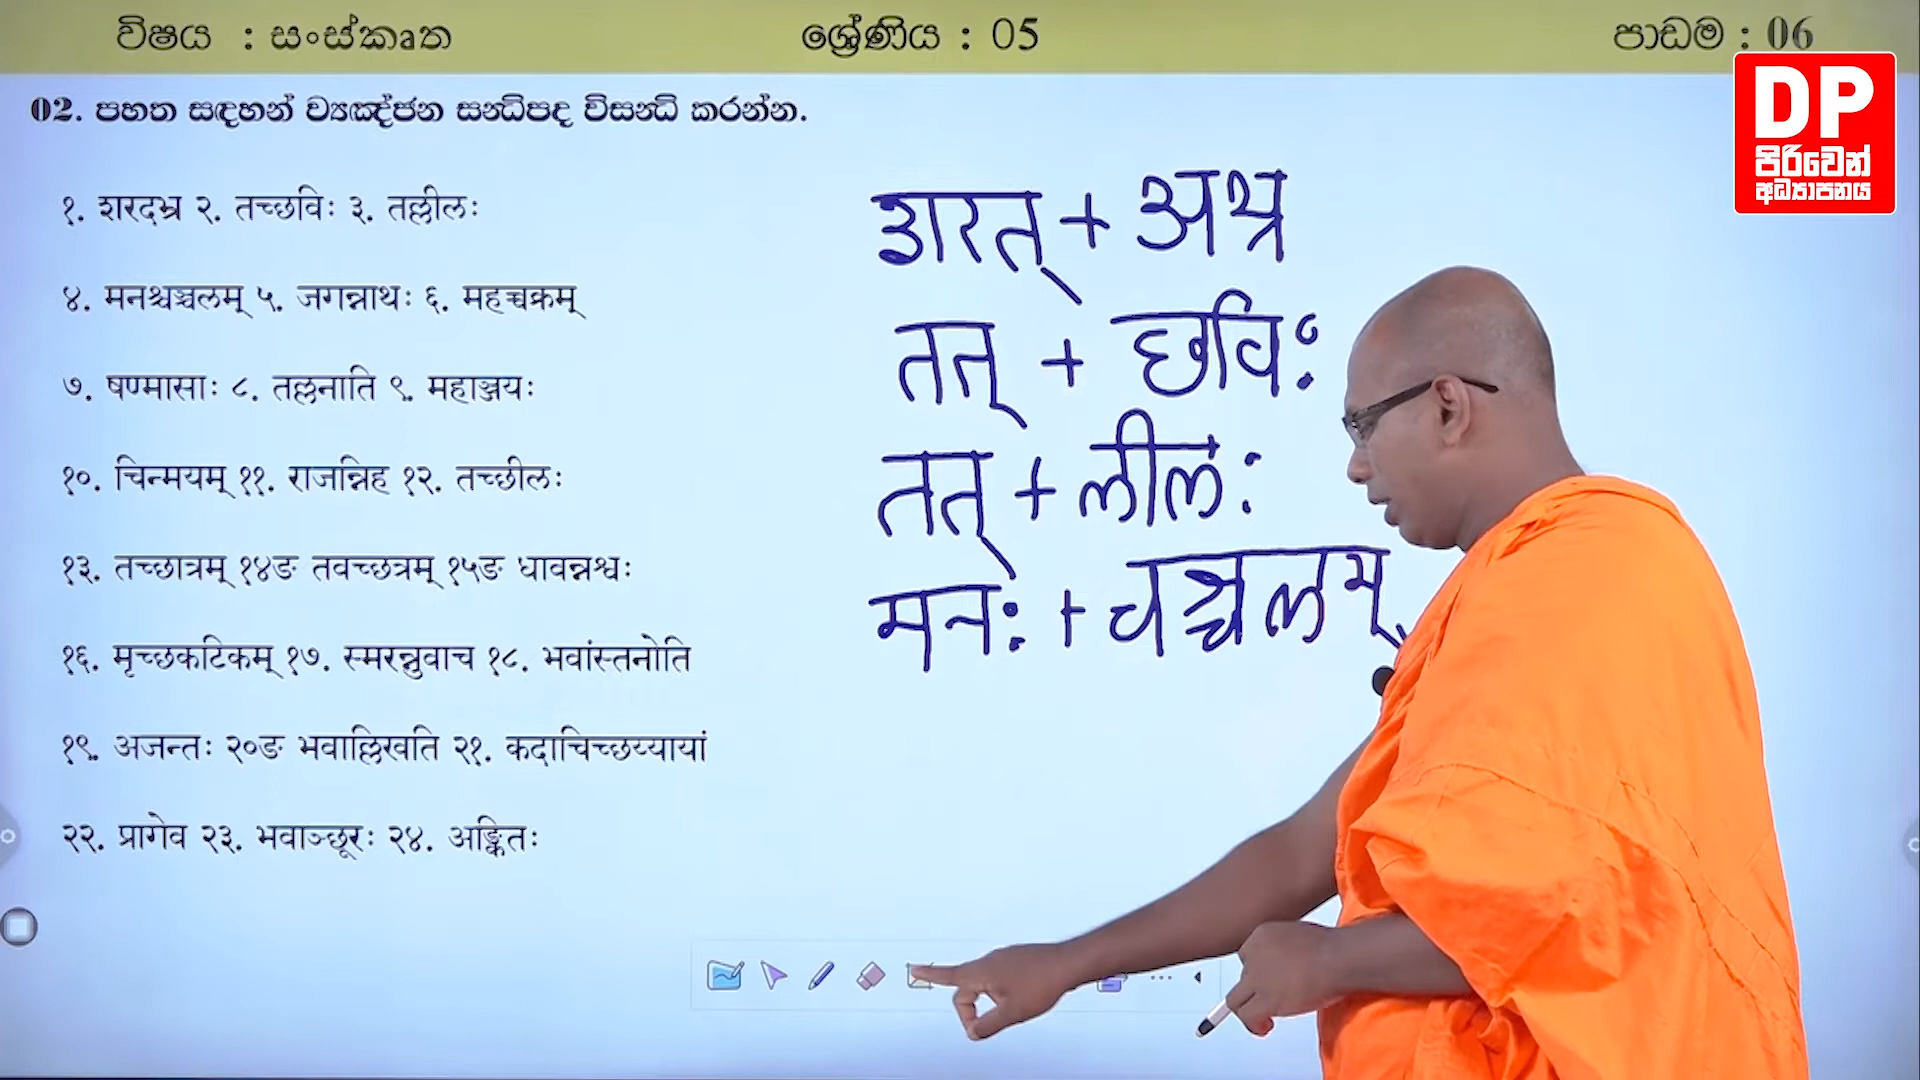 විෂය : සංස්කෘත ශ්‍රේණිය : 05 පාඩම : 06
DP
පිරිවෙන්
අධ්‍යාපනය
02. පහත සඳහන් ව්‍යඤ්ජන සන්ධිපද විසන්ධි කරන්න.
१. शरदभ्र २. तच्छविः ३. तल्लीलः
४. मनश्चञ्चलम् ५. जगन्नाथः ६. महच्चक्रम्
७. षण्मासाः ८. तल्लनाति ९. महाञ्जयः
१०. चिन्मयम् ११. राजन्निह १२. तच्छीलः
१३. तच्छात्रम् १४ङ तवच्छत्रम् १५ङ धावन्नश्वः
१६. मृच्छकटिकम् १७. स्मरन्नुवाच १८. भवांस्तनोति
१९. अजन्तः २०ङ भवाल्लिखति २१. कदाचिच्छय्यायां
२२. प्रागेव २३. भवाञ्छूरः २४. अङ्कितः
शरत् + अभ्र
तत् + छविः
तत् + लीलः
मनः + चञ्चलम्